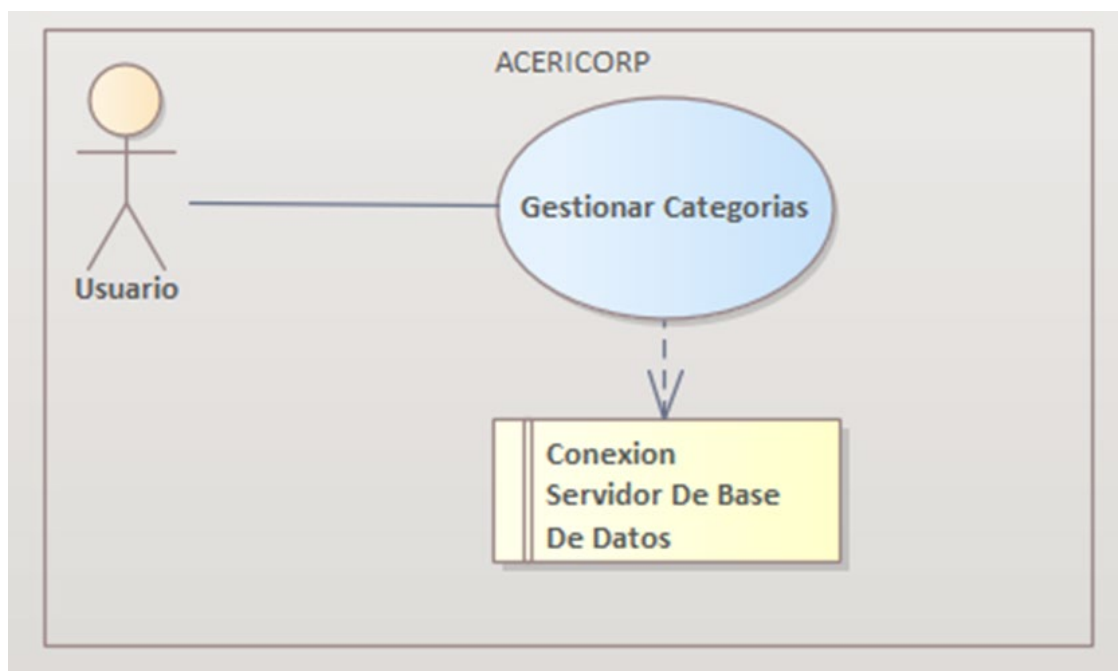 ACERICORP
Gestionar Categorias
Usuario
Conexion
Servidor De Base
De Datos